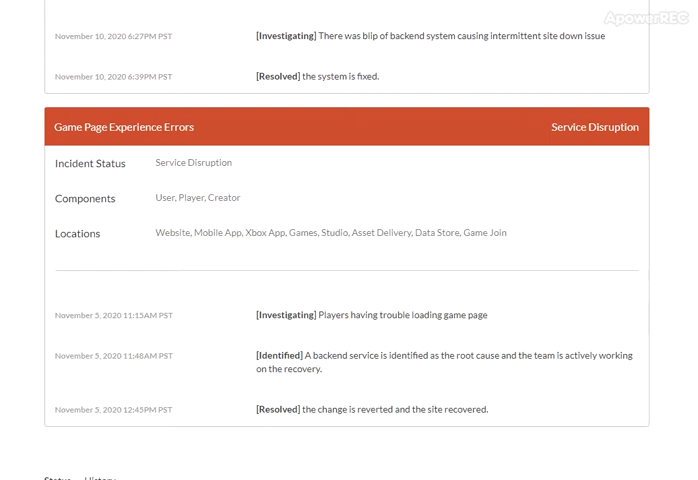 ApowerREC
November 10, 2020 6:27PM PST [Investigating] There was blip of backend system causing intermittent site down issue
November 10, 2020 6:39PM PST [Resolved] the system is fixed.
Game Page Experience Errors Service Disruption
Incident Status Service Disruption
Components User, Player, Creator
Locations Website, Mobile App, Xbox App, Games, Studio, Asset Delivery, Data Store, Game Join
November 5, 2020 11:15AM PST [Investigating] Players having trouble loading game page
November 5, 2020 11:48AM PST [Identified] A backend service is identified as the root cause and the team is actively working
on the recovery.
November 5, 2020 12:45PM PST [Resolved] the change is reverted and the site recovered.
Status History